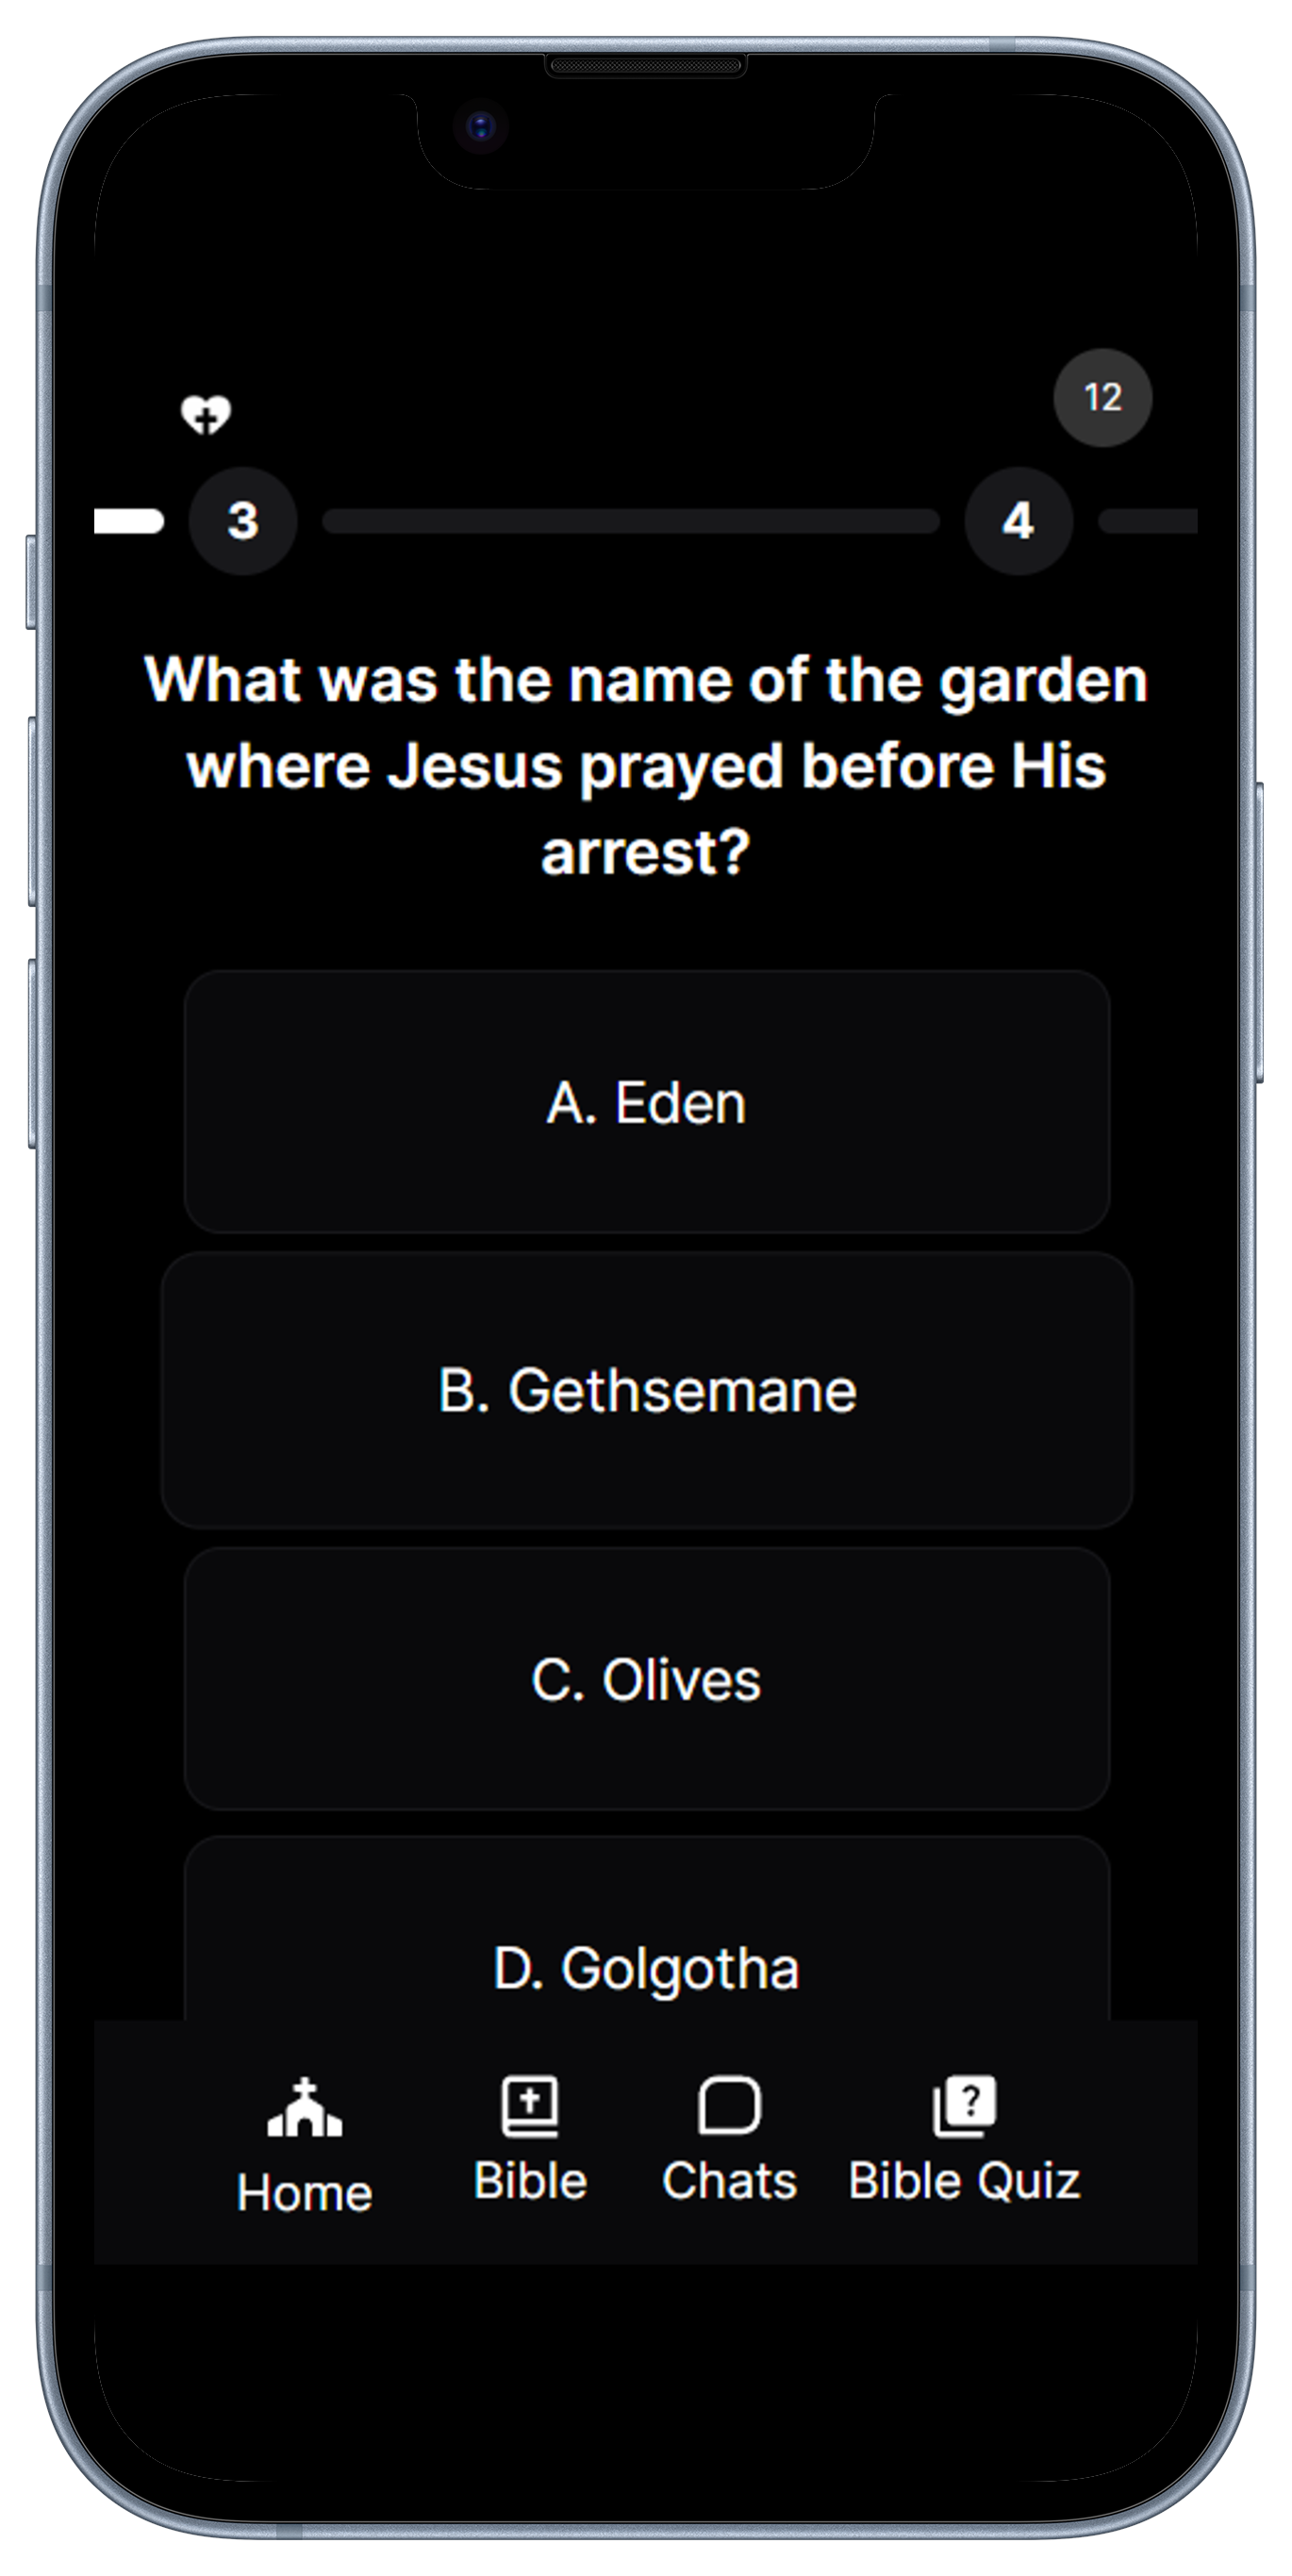 12
3
4
What was the name of the garden
where Jesus prayed before His
arrest?
A. Eden
B. Gethsemane
C. Olives
D. Golgotha
?
Home
Bible
Chats
Bible Quiz